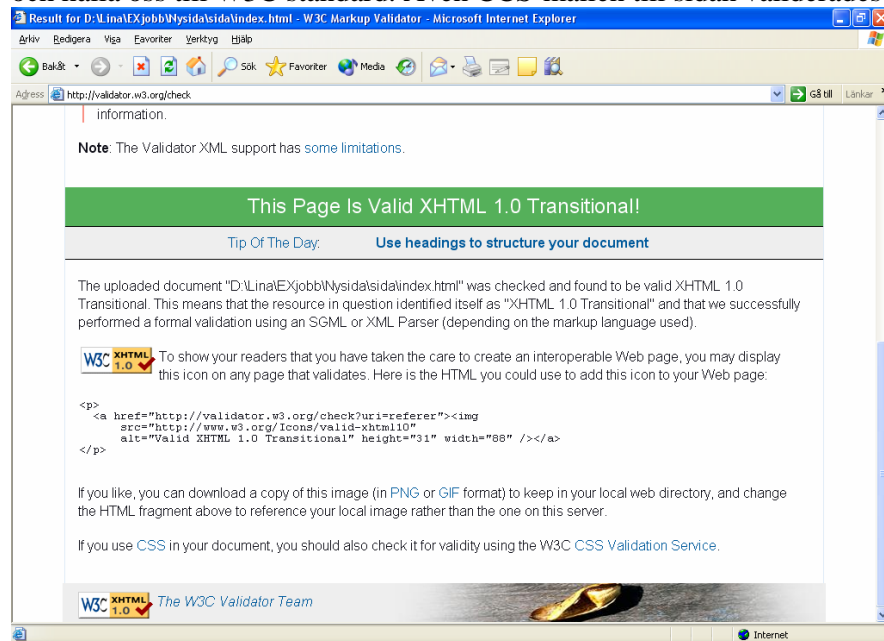 och hålla oss till W3C-standard. Även CSS-mallen till sidan validerades
Result for D:\Lina\EXjobb\Nysida\sida\index.html - W3C Markup Validator - Microsoft Internet Explorer
Arkiv Redigera Visa Favoriter Verktyg Hjälp
Bakåt Sök Favoriter Media
Adress http://validator.w3.org/check Gå till Länkar »
information.
Note: The Validator XML support has some limitations.
This Page Is Valid XHTML 1.0 Transitional!
Tip Of The Day: Use headings to structure your document
The uploaded document "D:\Lina\EXjobb\Nysida\sida\index.html" was checked and found to be valid XHTML 1.0
Transitional. This means that the resource in question identified itself as "XHTML 1.0 Transitional" and that we successfully
performed a formal validation using an SGML or XML Parser (depending on the markup language used).
W3C XHTML 1.0 To show your readers that you have taken the care to create an interoperable Web page, you may display
this icon on any page that validates. Here is the HTML you could use to add this icon to your Web page:
<p>
<a href="http://validator.w3.org/check?uri=referer"><img
src="http://www.w3.org/Icons/valid-xhtml10"
alt="Valid XHTML 1.0 Transitional" height="31" width="88" /></a>
</p>
If you like, you can download a copy of this image (in PNG or GIF format) to keep in your local web directory, and change
the HTML fragment above to reference your local image rather than the one on this server.
If you use CSS in your document, you should also check it for validity using the W3C CSS Validation Service.
W3C XHTML 1.0 The W3C Validator Team
Internet